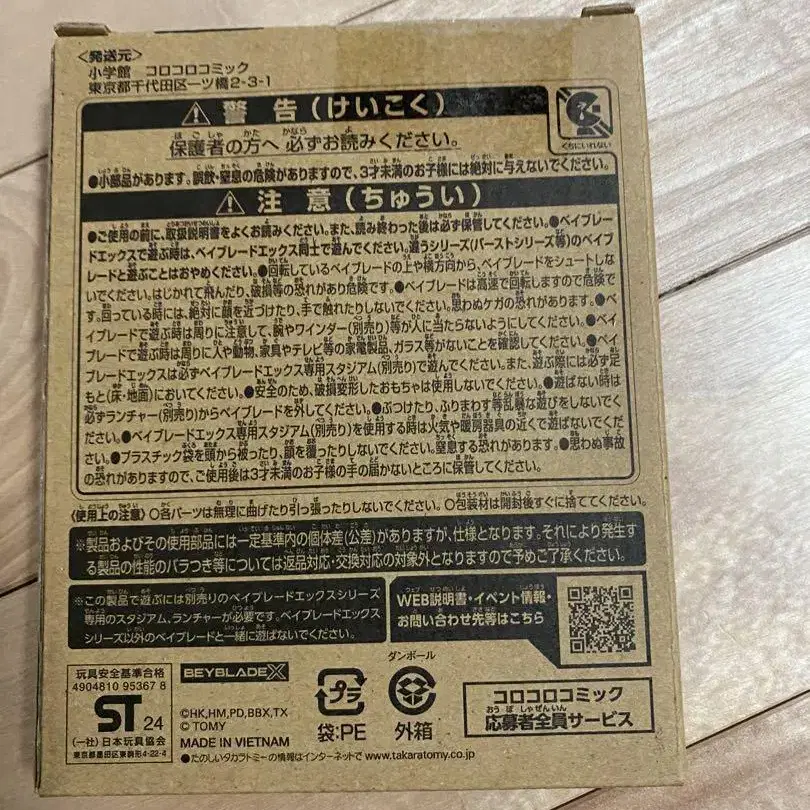 <発送元>
小学館 コロコロコミック
東京都千代田区一ツ橋2-3-1
警告(けいこく)
保護者の方へ 必ずお読みください。
くちにいれない
●小部品があります。誤飲・窒息の危険がありますので、3才未満のお子様には絶対に与えないでください。
注意(ちゅうい)
●ご使用の前に、取扱説明書をよくお読みください。また、読み終わった後は必ず保管してください。●ベイブレー
ドエックスで遊ぶ時は、ベイブレードエックス同士で遊んでください。違うシリーズ(バーストシリーズ等)のベイブ
レードと遊ぶことはおやめください。●回転しているベイブレードの上や横方向から、ベイブレードをシュートしな
いでください。はじかれて飛んだり、破損等の恐れがあり危険です。●ベイブレードは高速で回転しますので危険で
す。回っている時には、絶対に顔を近づけたり、手で触れたりしないでください。思わぬケガの恐れがあります。●ベ
イブレードで遊ぶ時は周りに注意して、腕やワインダー(別売り)等が人に当たらないようにしてください。●ベイ
ブレードで遊ぶ時は周りに人や動物、家具やテレビ等の家電製品、ガラス等がないことを確認してください。●ベイ
ブレードエックスは必ずベイブレードエックス専用スタジアム(別売り)で遊んでください。また、遊ぶ際には必ず足
もと(床・地面)においてください。●安全のため、破損変形したおもちゃは使用しないでください。●遊ばない時は
必ずランチャー(別売り)からベイブレードを外してください。●ぶつけたり、ふりまわす等乱暴な遊びをしないでく
ださい。●ベイブレードエックス専用スタジアム(別売り)を使用する時は火気や暖房器具の近くで遊ばないでくだ
さい。●プラスチック袋を頭から被ったり、顔を覆ったりしないでください。窒息する恐れがあります。●思わぬ事故
の恐れがありますので、ご使用後は3才未満のお子様の手の届かないところに保管してください。
〈使用上の注意〉○各パーツは無理に曲げたり引っ張ったりしないでください。○包装材は開封後すぐに捨ててください。
※製品およびその使用部品には一定基準内の個体差(公差)がありますが、仕様となります。それにより発生す
る製品の性能のバラつき等については返品対応・交換対応の対象外となりますので予めご了承ください。
※この製品で遊ぶには別売りのベイブレードエックスシリーズ
専用のスタジアム、ランチャーが必要です。ベイブレードエックス
シリーズ以外のベイブレードと一緒に遊ばないでください。
WEB説明書・イベント情報・
お問い合わせ先等はこちら
玩具安全基準合格
4904810 95367 8
ST 24
(一社)日本玩具協会
東京都墨田区東駒形4-22-4
BEYBLADE X
©HK,HM,PD,BBX,TX
© TOMY
MADE IN VIETNAM
●たのしいタカラトミーの情報はインターネットで www.takaratomy.co.jp/
プラ
袋:PE
ダンボール
外箱
コロコロコミック
応募者全員サービス